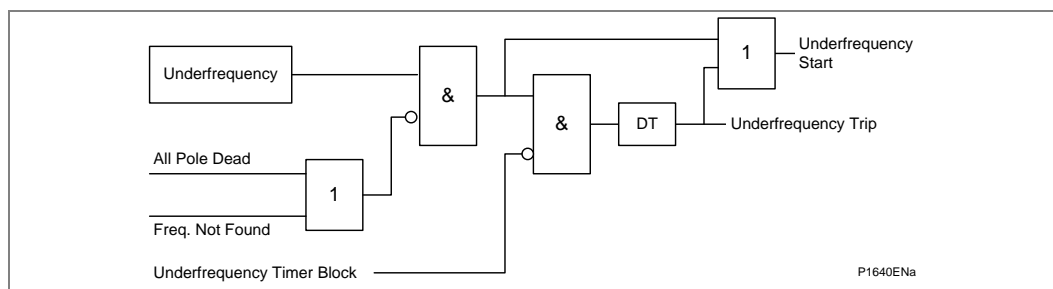 Underfrequency
All Pole Dead
Freq. Not Found
Underfrequency Timer Block
1
&
&
DT
1
Underfrequency
Start
Underfrequency Trip
P1640ENa